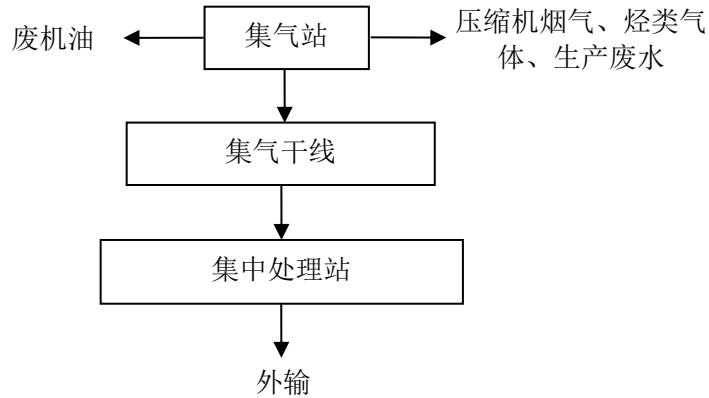 废机油
集气站
压缩机烟气、烃类气
体、生产废水
集气干线
集中处理站
外输